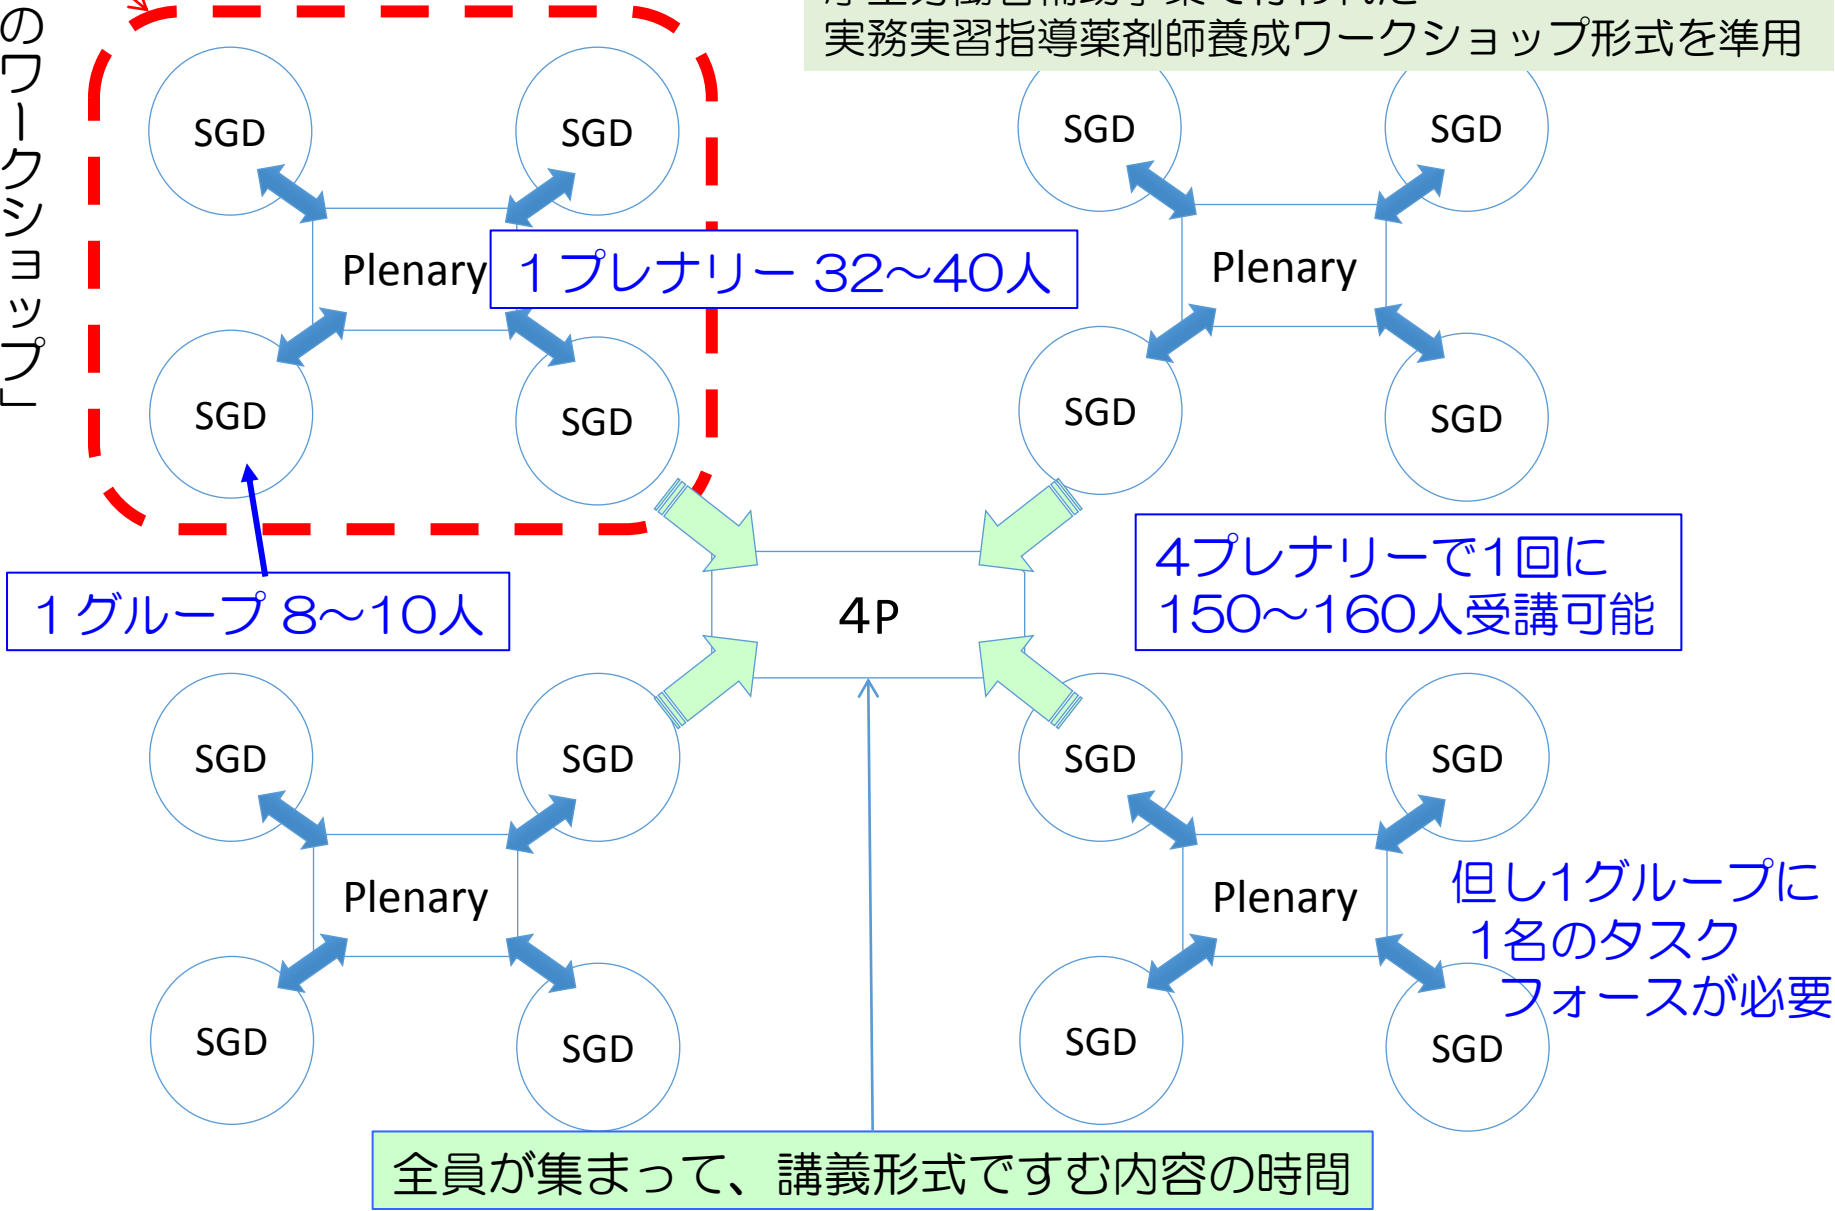 のワークショップ」
実務実習指導薬剤師養成ワークショップ形式を準用
SGD
SGD
SGD
SGD
Plenary
1プレナリー 32～40人
Plenary
SGD
SGD
SGD
SGD
4プレナリーで1回に
150～160人受講可能
1グループ 8～10人
4P
SGD
SGD
SGD
SGD
Plenary
Plenary
但し1グループに
1名のタスク
フォースが必要
SGD
SGD
SGD
SGD
全員が集まって、講義形式ですむ内容の時間